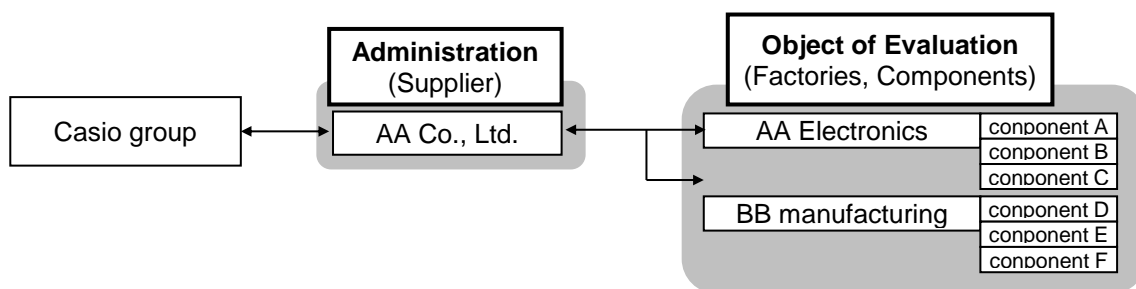 Administration
(Supplier)
Object of Evaluation
(Factories, Components)
Casio group
AA Co., Ltd.
AA Electronics
conponent A
conponent B
conponent C
BB manufacturing
conponent D
conponent E
conponent F